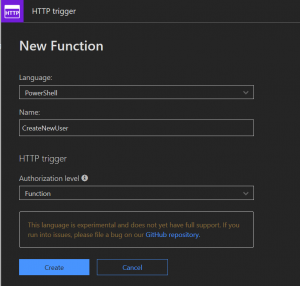 HTTP
HTTP trigger
New Function
Language:
PowerShell
Name:
CreateNewUser
HTTP trigger
Authorization level
Function
This language is experimental and does not yet have full support. If you
run into issues, please file a bug on our GitHub repository.
Create
Cancel